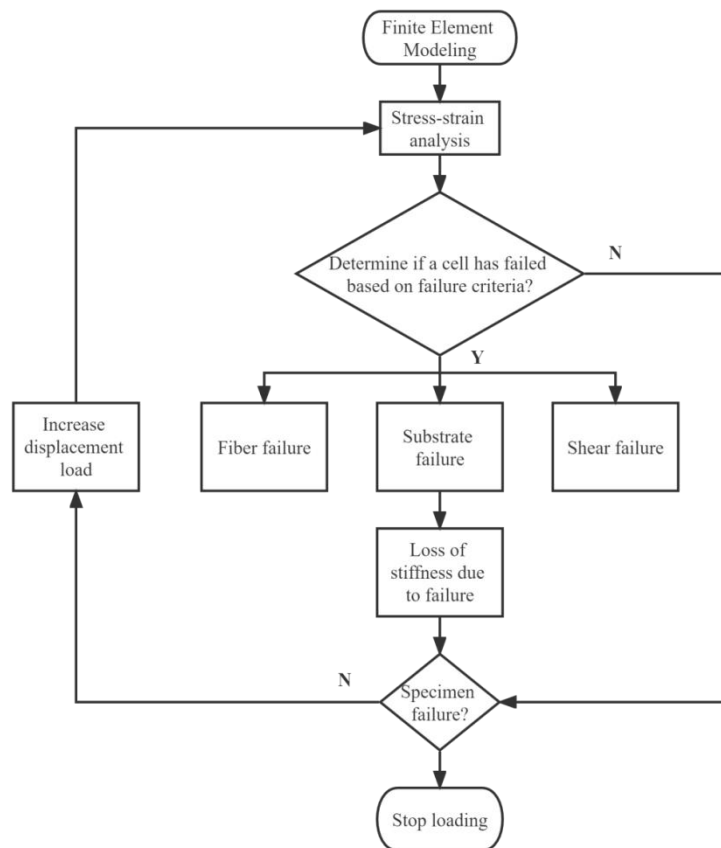 Finite Element
Modeling
Stress-strain
analysis
Determine if a cell has failed
based on failure criteria?
N
Y
Increase
displacement
load
Fiber failure
Substrate
failure
Shear failure
Loss of
stiffness due
to failure
N
Specimen
failure?
Stop loading